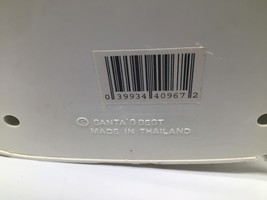 0 39934 40967 2
© SANTA'S BEST
MADE IN THAILAND